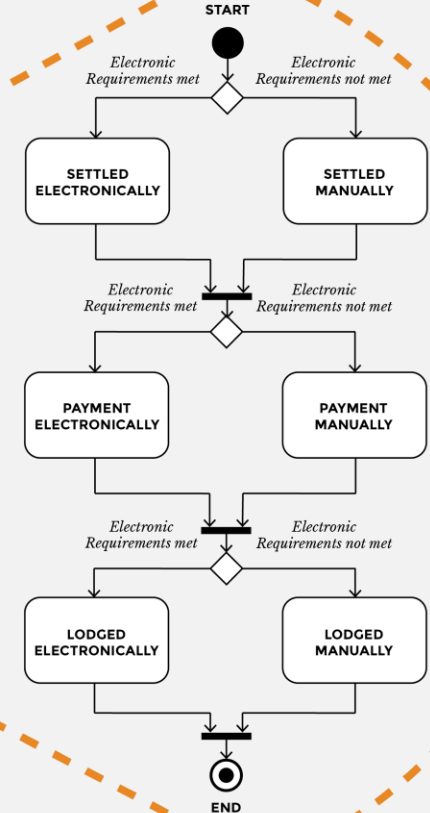 START
Electronic
Requirements met
Electronic
Requirements not met
SETTLED
ELECTRONICALLY
SETTLED
MANUALLY
Electronic
Requirements met
Electronic
Requirements not met
PAYMENT
ELECTRONICALLY
PAYMENT
MANUALLY
Electronic
Requirements met
Electronic
Requirements not met
LODGED
ELECTRONICALLY
LODGED
MANUALLY
END